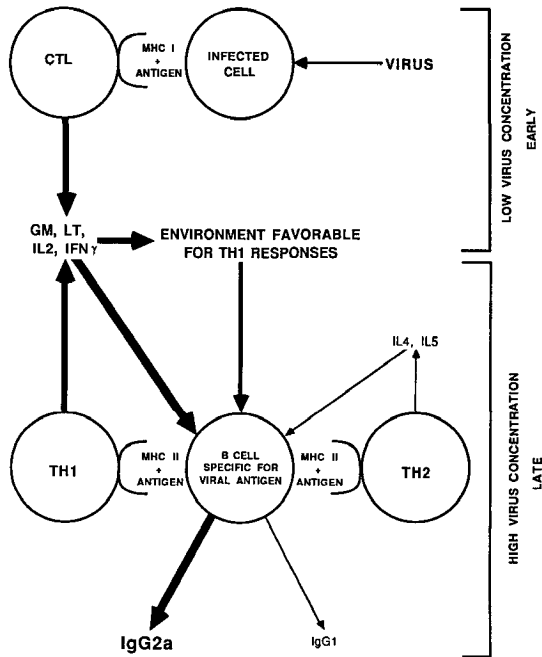 CTL
MHC I
+
ANTIGEN
INFECTED
CELL
VIRUS
LOW VIRUS CONCENTRATION
EARLY
GM, LT,
IL2, IFNγ
ENVIRONMENT FAVORABLE
FOR TH1 RESPONSES
IL4, IL5
TH1
MHC II
+
ANTIGEN
B CELL
SPECIFIC FOR
VIRAL ANTIGEN
MHC II
+
ANTIGEN
TH2
HIGH VIRUS CONCENTRATION
LATE
IgG2a
IgG1